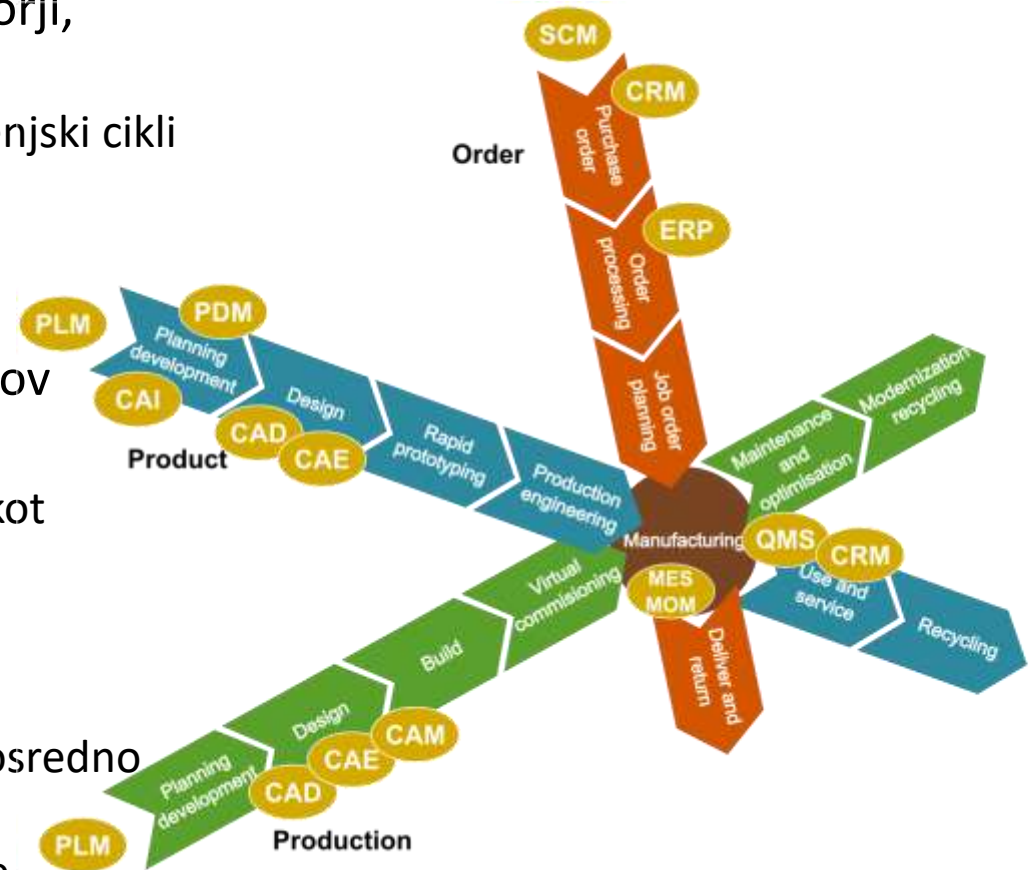 orji,
njski cikli
ov
kot
osredno
SCM
CRM
Order
Purchase
order
ERP
Order
processing
Job order
planning
PLM
PDM
Planning
development
CAI
Design
CAD
CAE
Product
Rapid
prototyping
Production
engineering
Manufacturing
MES
MOM
Maintenance
and
optimisation
Modernization
recycling
QMS
CRM
Use and
service
Recycling
Deliver and
return
Virtual
commisioning
Build
Design
CAM
CAE
CAD
Planning
development
Production
PLM